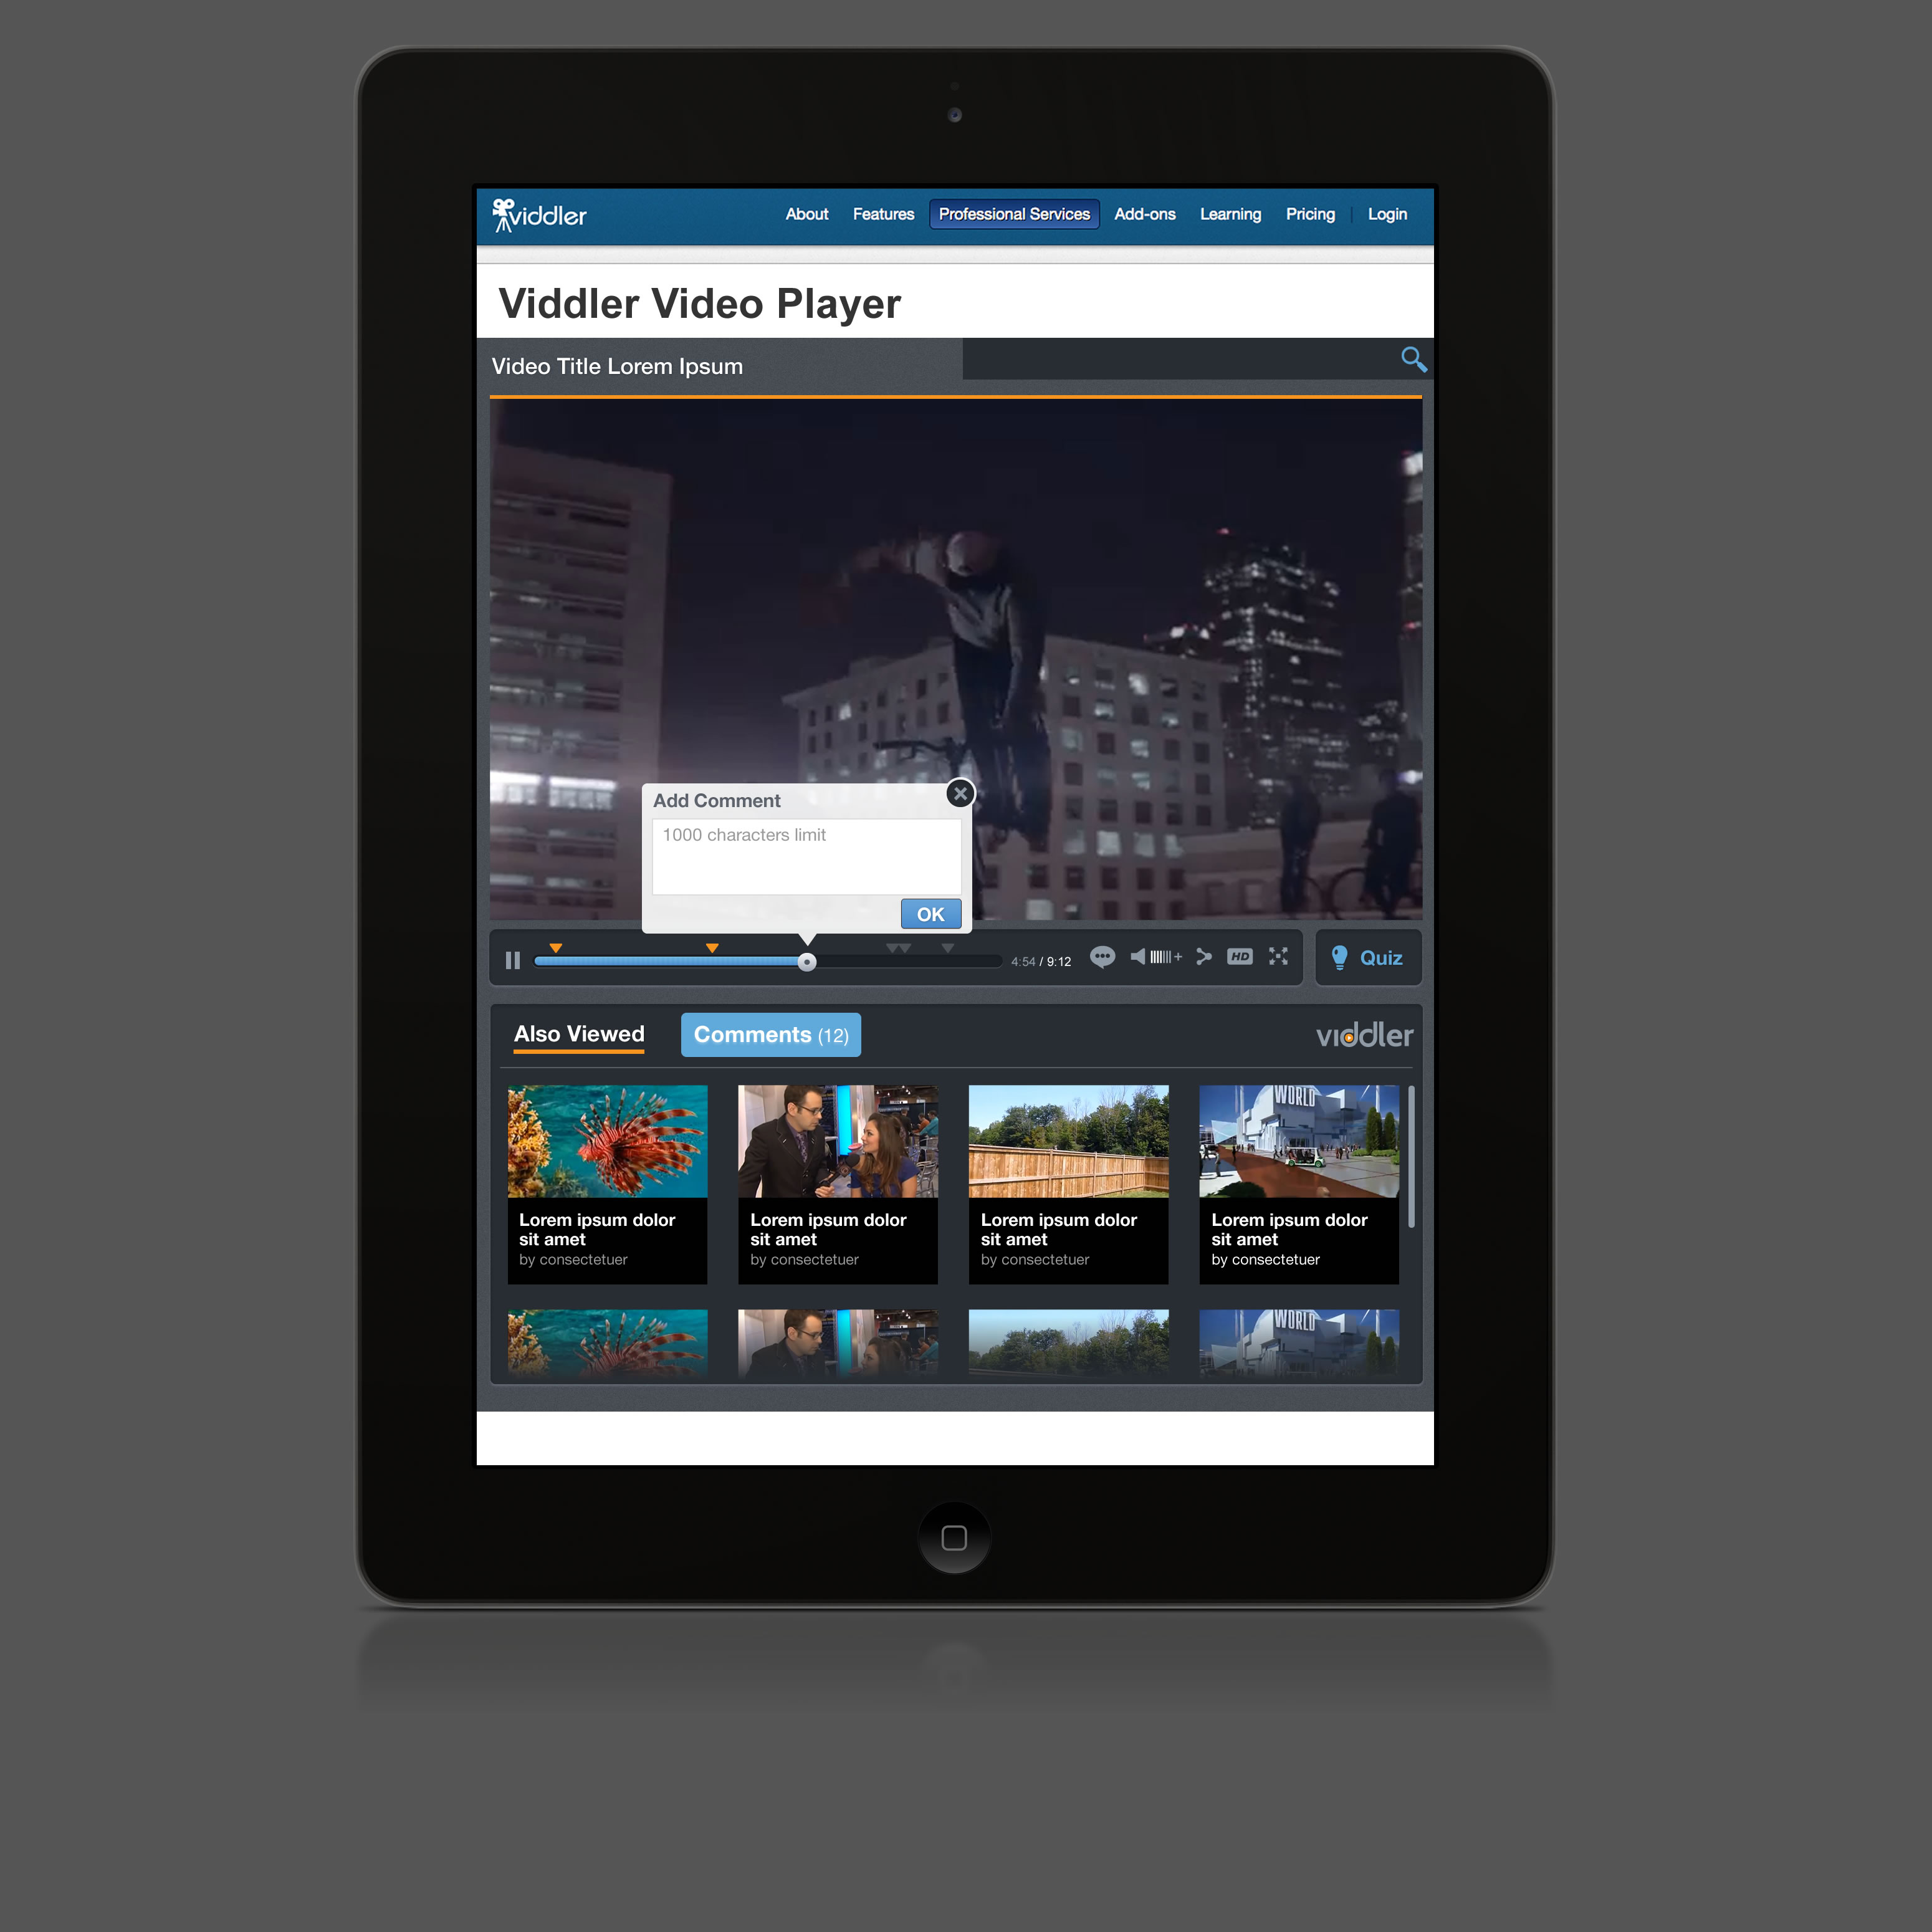 viddler
About Features Professional Services Add-ons Learning Pricing Login
Viddler Video Player
Video Title Lorem Ipsum
Add Comment
1000 characters limit
OK
4:54 / 9:12
HD
Quiz
Also Viewed Comments (12)
viddler
WORLD
Lorem ipsum dolor
sit amet
by consectetuer
Lorem ipsum dolor
sit amet
by consectetuer
Lorem ipsum dolor
sit amet
by consectetuer
Lorem ipsum dolor
sit amet
by consectetuer
WORLD